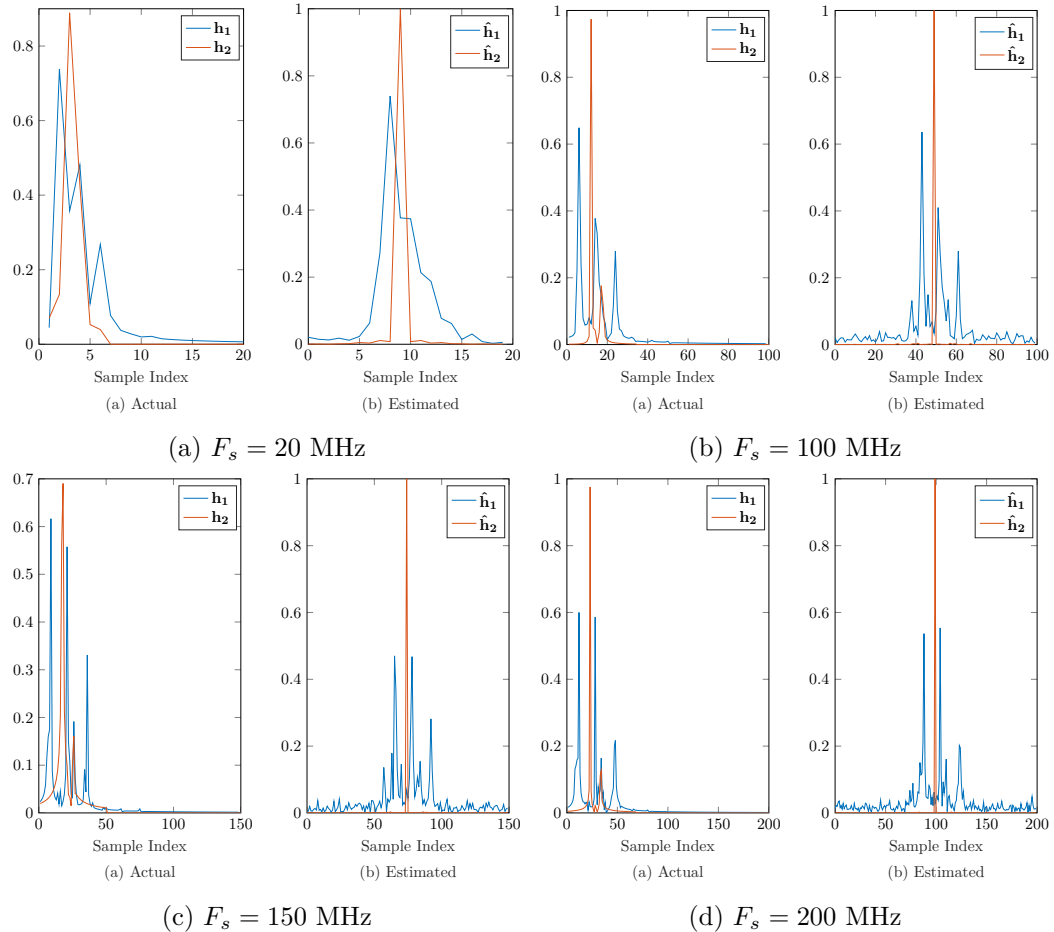 0
0.2
0.4
0.6
0.8
0 5 10 15 20
h₁
h₂
Sample Index
(a) Actual
0
0.2
0.4
0.6
0.8
1
0 5 10 15 20
ĥ₁
ĥ₂
Sample Index
(b) Estimated
(a) Fₛ = 20 MHz
0
0.2
0.4
0.6
0.8
1
0 20 40 60 80 100
h₁
h₂
Sample Index
(a) Actual
0
0.2
0.4
0.6
0.8
1
0 20 40 60 80 100
ĥ₁
ĥ₂
Sample Index
(b) Estimated
(b) Fₛ = 100 MHz
0
0.1
0.2
0.3
0.4
0.5
0.6
0.7
0 50 100 150
h₁
h₂
Sample Index
(a) Actual
0
0.2
0.4
0.6
0.8
1
0 50 100 150
ĥ₁
ĥ₂
Sample Index
(b) Estimated
(c) Fₛ = 150 MHz
0
0.2
0.4
0.6
0.8
1
0 50 100 150 200
h₁
h₂
Sample Index
(a) Actual
0
0.2
0.4
0.6
0.8
1
0 50 100 150 200
ĥ₁
ĥ₂
Sample Index
(b) Estimated
(d) Fₛ = 200 MHz